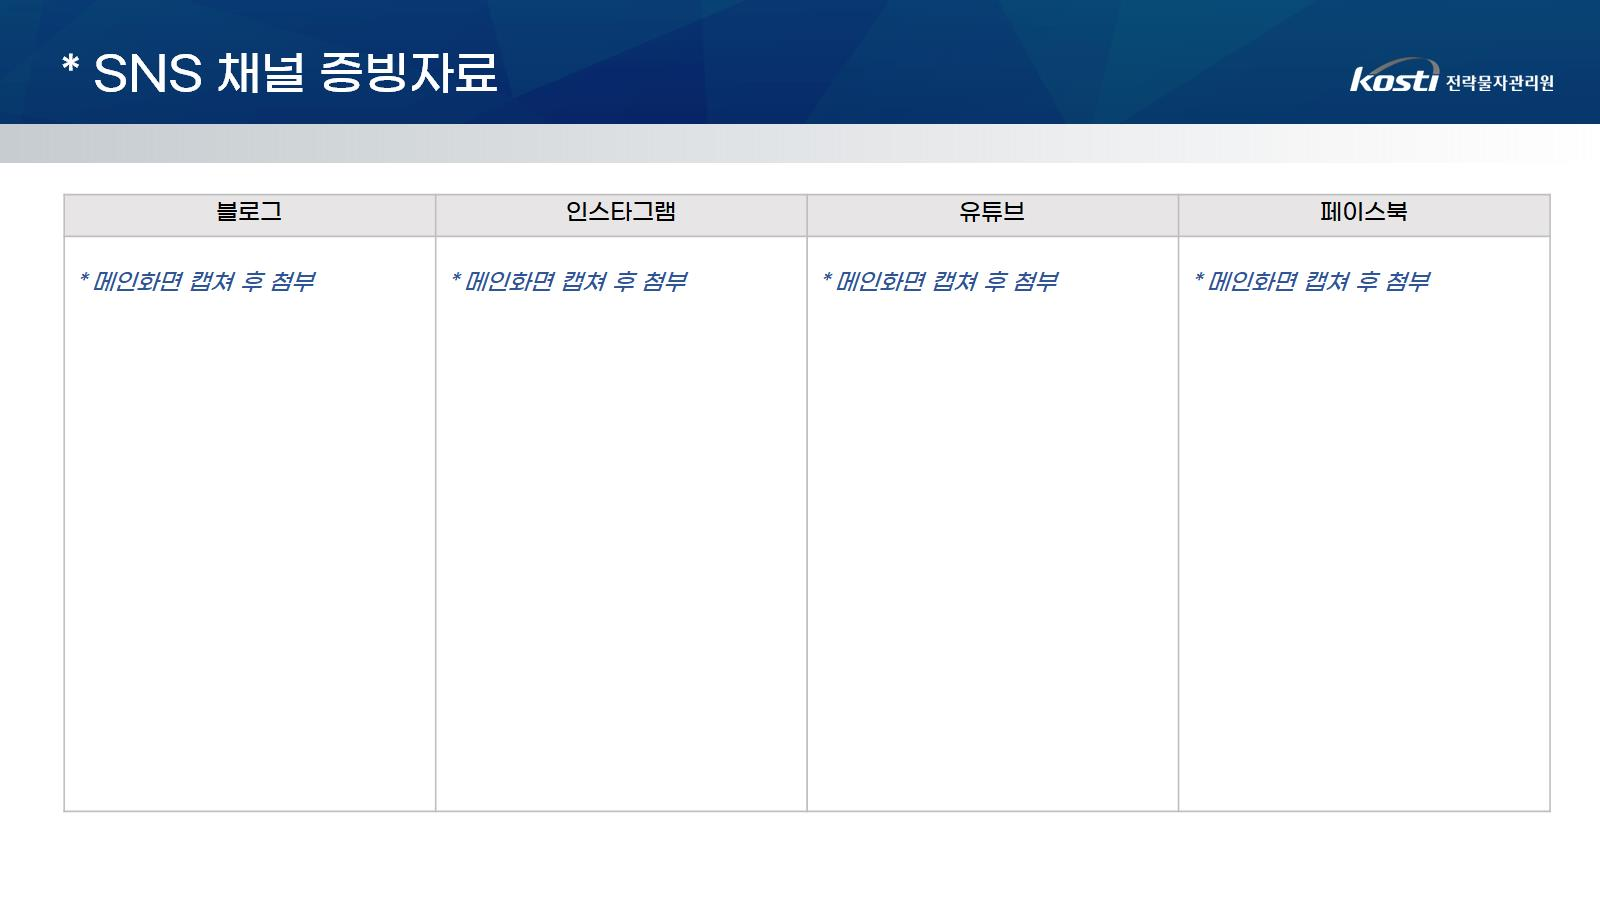 * SNS 채널 증빙자료
kosti 전략물자관리원
블로그 인스타그램 유튜브 페이스북
* 메인화면 캡쳐 후 첨부 * 메인화면 캡쳐 후 첨부 * 메인화면 캡쳐 후 첨부 * 메인화면 캡쳐 후 첨부